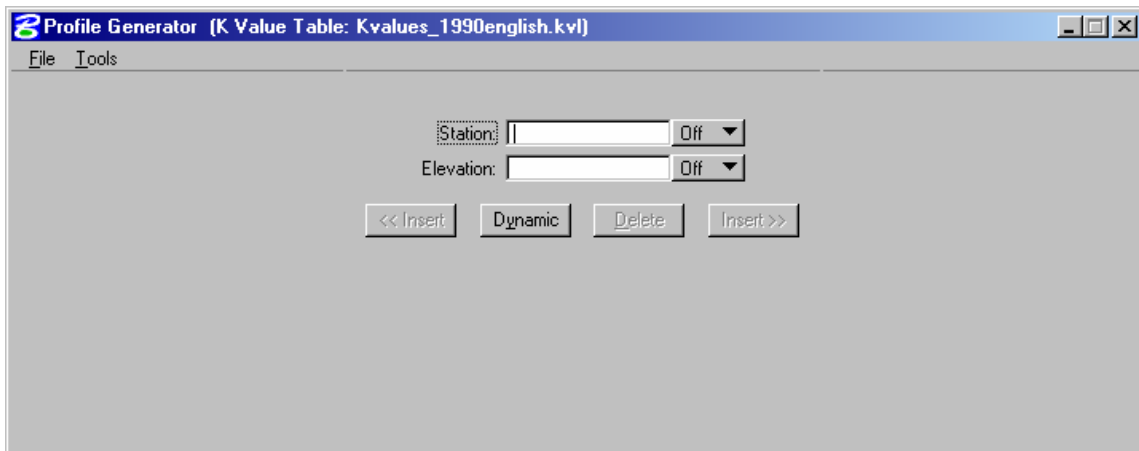 Profile Generator (K Value Table: Kvalues_1990english.kvl)
File Tools
Station: Off
Elevation: Off
<< Insert Dynamic Delete Insert >>